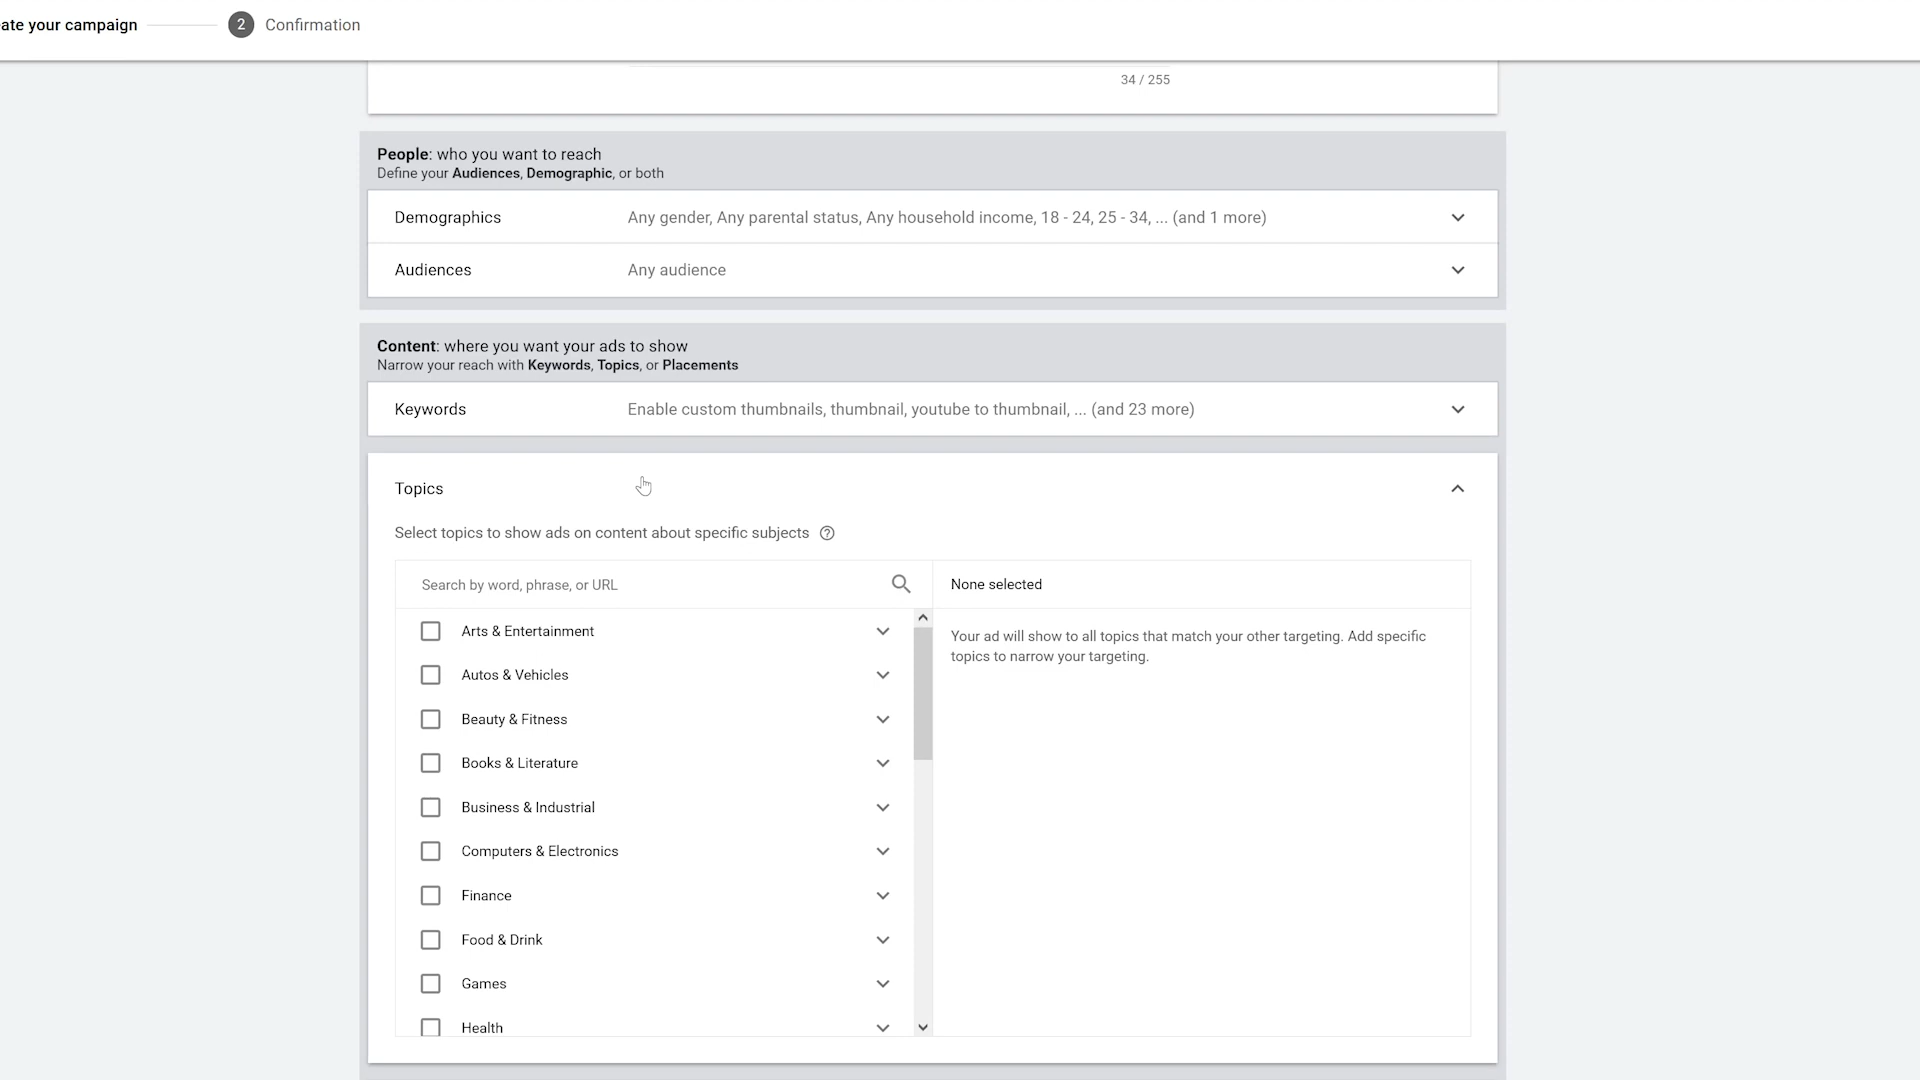 ate your campaign
2 Confirmation
34 / 255
People: who you want to reach
Define your Audiences, Demographic, or both
Demographics Any gender, Any parental status, Any household income, 18 - 24, 25 - 34, ... (and 1 more)
Audiences Any audience
Content: where you want your ads to show
Narrow your reach with Keywords, Topics, or Placements
Keywords Enable custom thumbnails, thumbnail, youtube to thumbnail, ... (and 23 more)
Topics
Select topics to show ads on content about specific subjects ?
Search by word, phrase, or URL
None selected
Arts & Entertainment
Autos & Vehicles
Beauty & Fitness
Books & Literature
Business & Industrial
Computers & Electronics
Finance
Food & Drink
Games
Health
Your ad will show to all topics that match your other targeting. Add specific
topics to narrow your targeting.